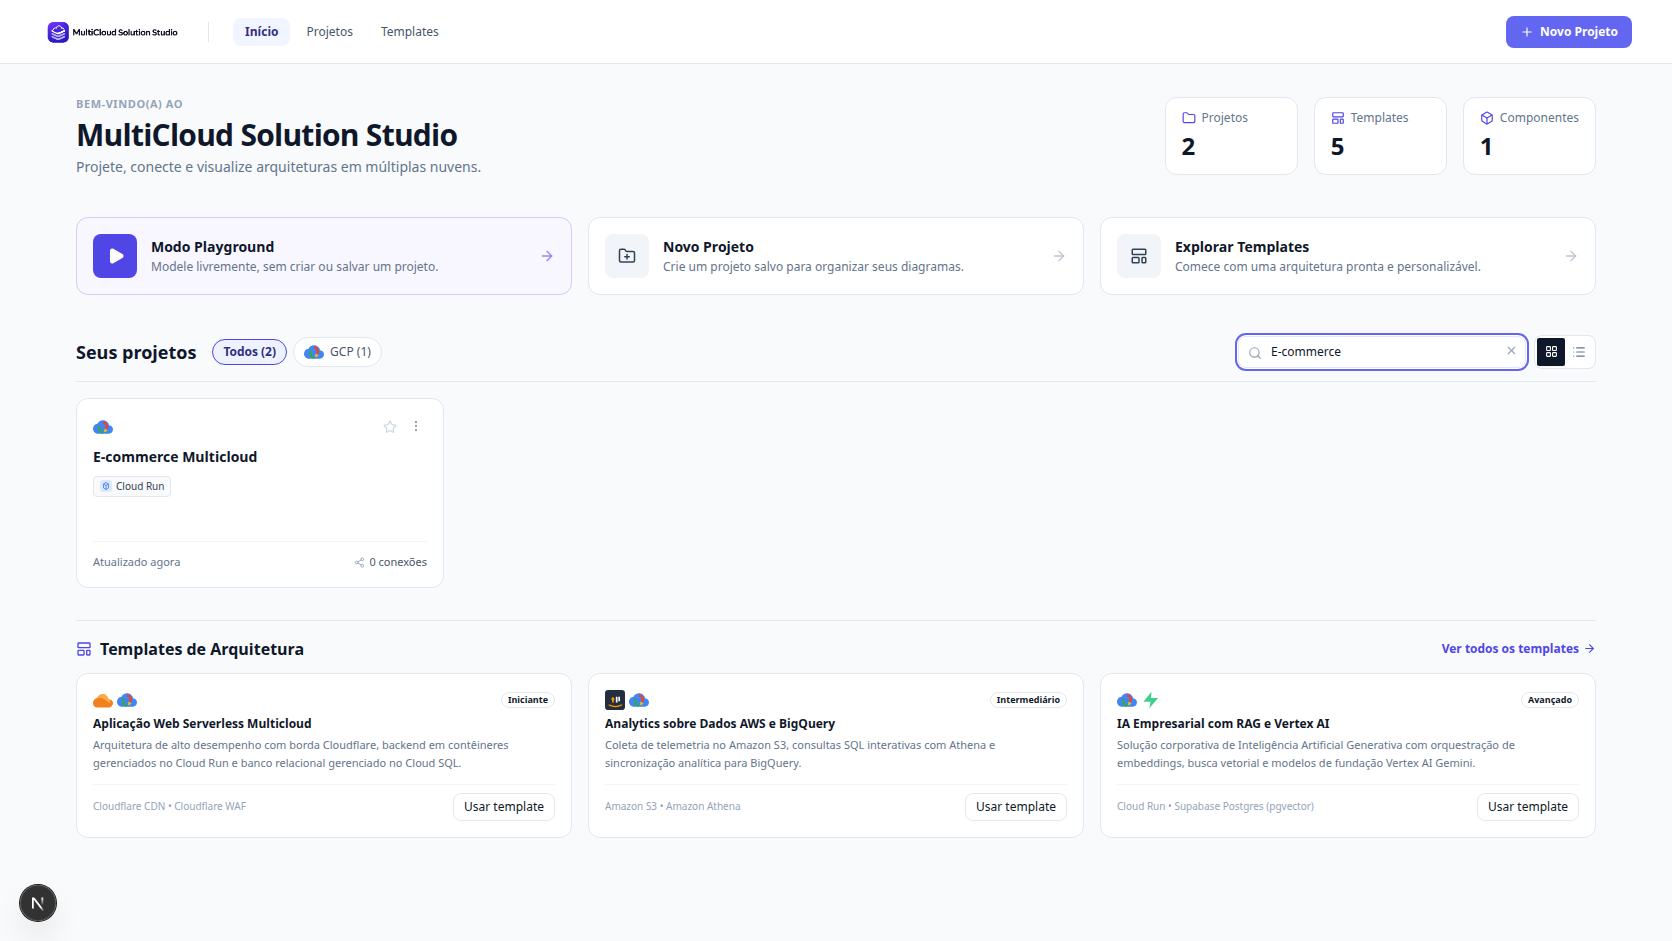 MultiCloud Solution Studio
Início
Projetos
Templates
Novo Projeto
BEM-VINDO(A) AO
MultiCloud Solution Studio
Projete, conecte e visualize arquiteturas em múltiplas nuvens.
Projetos
2
Templates
5
Componentes
1
Modo Playground
Modele livremente, sem criar ou salvar um projeto.
Novo Projeto
Crie um projeto salvo para organizar seus diagramas.
Explorar Templates
Comece com uma arquitetura pronta e personalizável.
Seus projetos
Todos (2)
GCP (1)
E-commerce
E-commerce Multicloud
Cloud Run
Atualizado agora
0 conexões
Templates de Arquitetura
Ver todos os templates
Iniciante
Aplicação Web Serverless Multicloud
Arquitetura de alto desempenho com borda Cloudflare, backend em contêineres
gerenciados no Cloud Run e banco relacional gerenciado no Cloud SQL.
Cloudflare CDN • Cloudflare WAF
Usar template
Intermediário
Analytics sobre Dados AWS e BigQuery
Coleta de telemetria no Amazon S3, consultas SQL interativas com Athena e
sincronização analítica para BigQuery.
Amazon S3 • Amazon Athena
Usar template
Avançado
IA Empresarial com RAG e Vertex AI
Solução corporativa de Inteligência Artificial Generativa com orquestração de
embeddings, busca vetorial e modelos de fundação Vertex AI Gemini.
Cloud Run • Supabase Postgres (pgvector)
Usar template
N